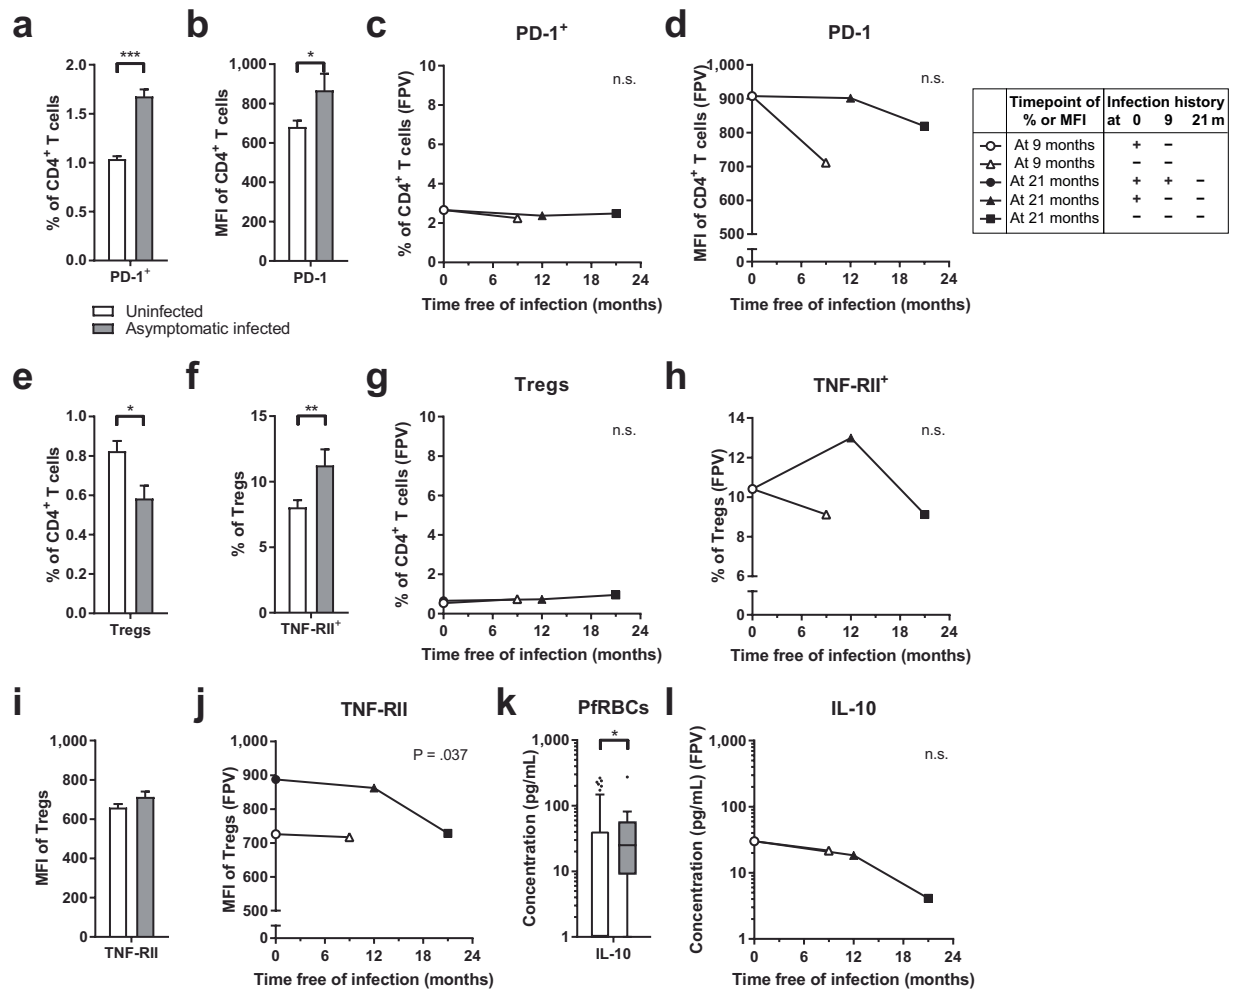 a
***
2.0
1.5
1.0
0.5
0.0
% of CD4+ T cells
PD-1+
b
*
1,000
800
600
400
200
0
MFI of CD4+ T cells
PD-1
Uninfected
Asymptomatic infected
c
PD-1+
n.s.
10
8
6
4
2
0
% of CD4+ T cells (FPV)
0 6 12 18 24
Time free of infection (months)
d
PD-1
n.s.
1,000
900
800
700
600
500
0
MFI of CD4+ T cells (FPV)
0 6 12 18 24
Time free of infection (months)
Timepoint of Infection history
% or MFI at 0 9 21 m
At 9 months + −
At 9 months − −
At 21 months + + −
At 21 months + − −
At 21 months − − −
e
*
1.0
0.8
0.6
0.4
0.2
0.0
% of CD4+ T cells
Tregs
f
**
15
10
5
0
% of Tregs
TNF-RII+
g
Tregs
n.s.
10
8
6
4
2
0
% of CD4+ T cells (FPV)
0 6 12 18 24
Time free of infection (months)
h
TNF-RII+
n.s.
14
12
10
8
6
0
% of Tregs (FPV)
0 6 12 18 24
Time free of infection (months)
i
1,000
800
600
400
200
0
MFI of Tregs
TNF-RII
j
TNF-RII
P = .037
1,000
900
800
700
600
500
0
MFI of Tregs (FPV)
0 6 12 18 24
Time free of infection (months)
k
PfRBCs
*
1,000
100
10
1
Concentration (pg/mL)
IL-10
l
IL-10
n.s.
1,000
100
10
1
Concentration (pg/mL) (FPV)
0 6 12 18 24
Time free of infection (months)